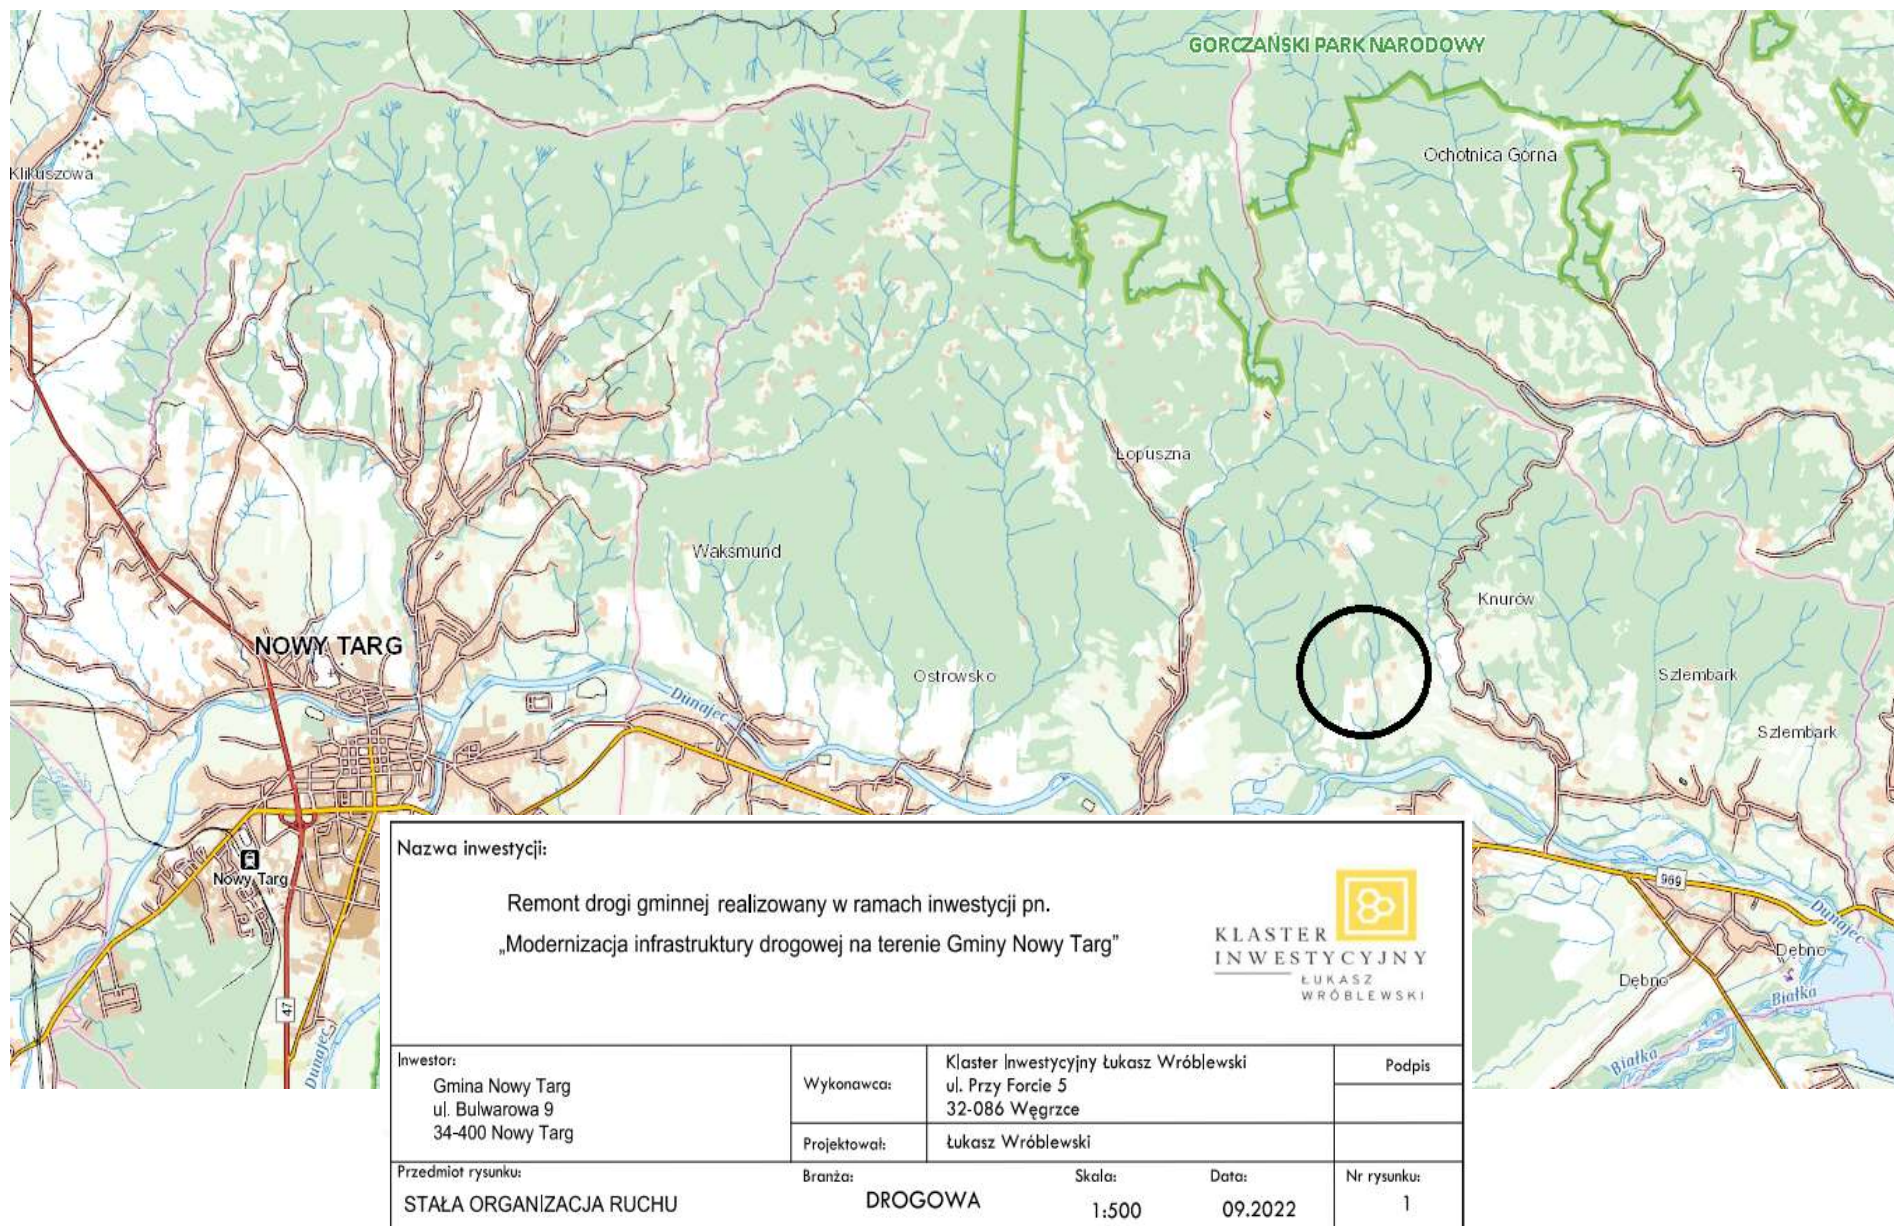 GORCZAŃSKI PARK NARODOWY
Ochotnica Górna
Klikuszowa
Łopuszna
Waksmund
Knurów
NOWY TARG
Ostrowsko
Szlembark
Dunajec
Szlembark
Nowy Targ
969
Dunajec
Dębno
Dębno
Białka
47
Białka
Dunajec
Nazwa inwestycji:
Remont drogi gminnej realizowany w ramach inwestycji pn.
„Modernizacja infrastruktury drogowej na terenie Gminy Nowy Targ”
KLASTER
INWESTYCYJNY
ŁUKASZ
WRÓBLEWSKI
Inwestor:
Gmina Nowy Targ
ul. Bulwarowa 9
34-400 Nowy Targ
Wykonawca:
Klaster Inwestycyjny Łukasz Wróblewski
ul. Przy Forcie 5
32-086 Węgrzce
Podpis
Projektował:
Łukasz Wróblewski
Przedmiot rysunku:
STAŁA ORGANIZACJA RUCHU
Branża:
DROGOWA
Skala:
1:500
Data:
09.2022
Nr rysunku:
1